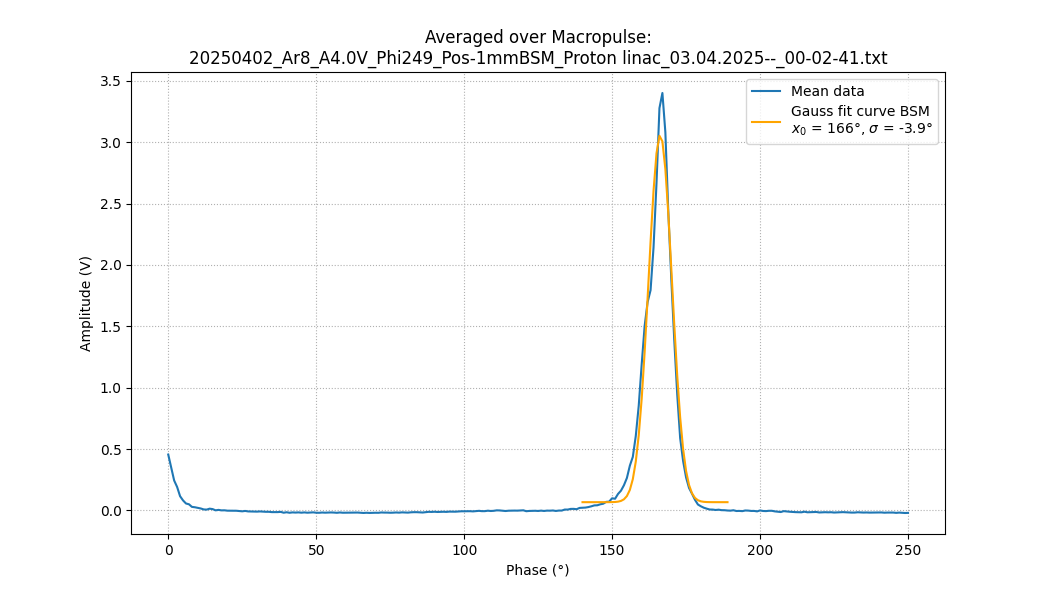 Averaged over Macropulse:
20250402_Ar8_A4.0V_Phi249_Pos-1mmBSM_Proton linac_03.04.2025--_00-02-41.txt
Mean data
Gauss fit curve BSM
x₀ = 166°, σ = -3.9°
Amplitude (V)
3.5
3.0
2.5
2.0
1.5
1.0
0.5
0.0
0 50 100 150 200 250
Phase (°)